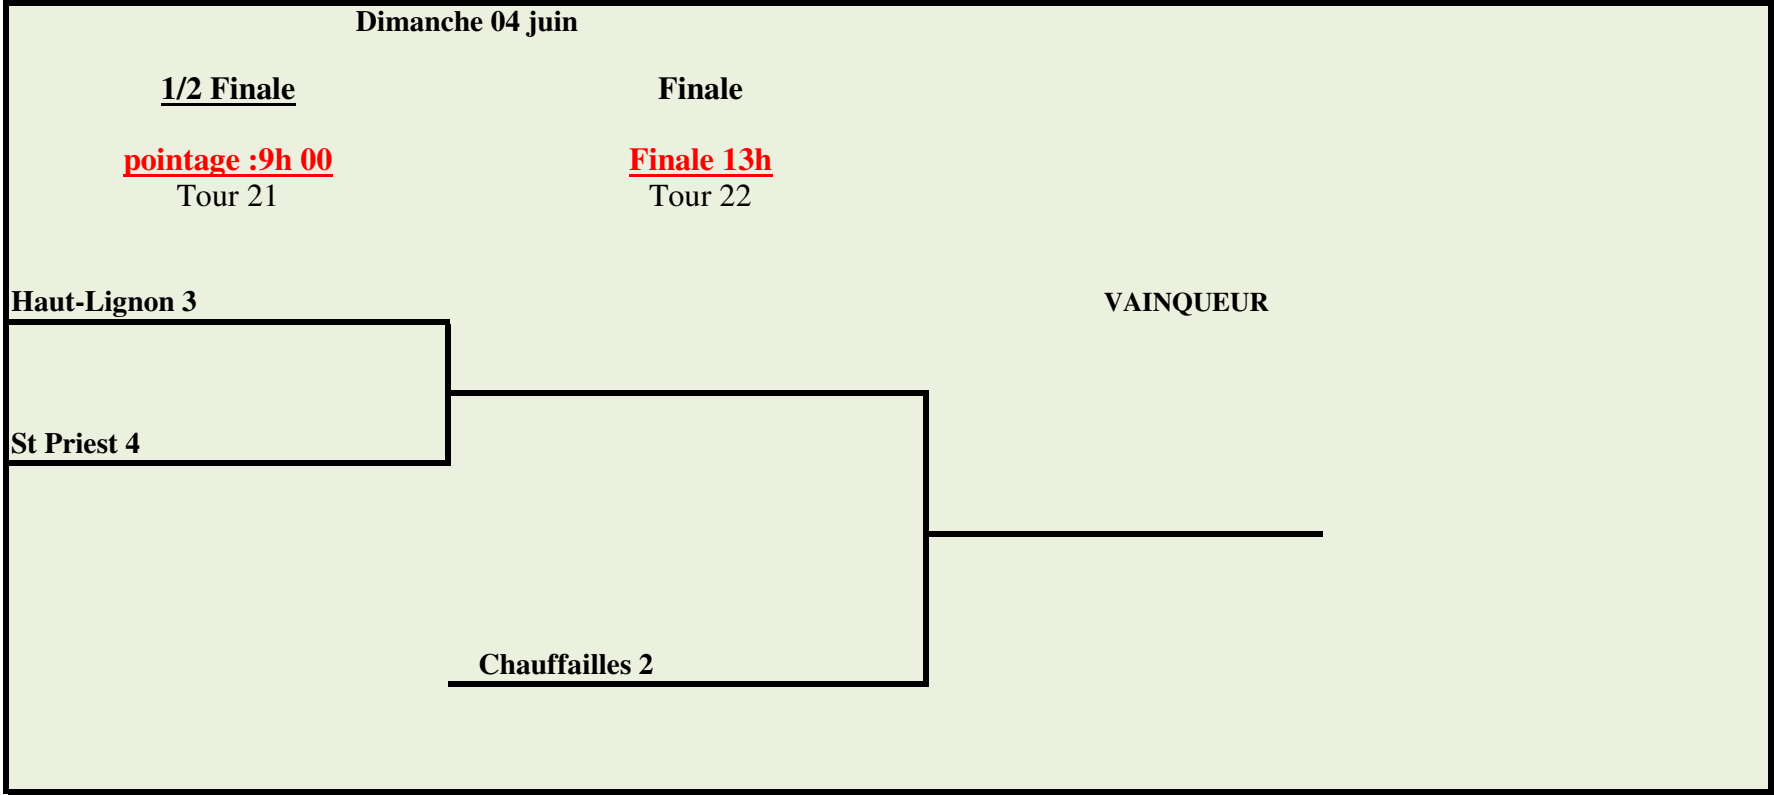 Dimanche 04 juin
1/2 Finale
Finale
pointage :9h 00
Finale 13h
Tour 21
Tour 22
Haut-Lignon 3
VAINQUEUR
St Priest 4
Chauffailles 2